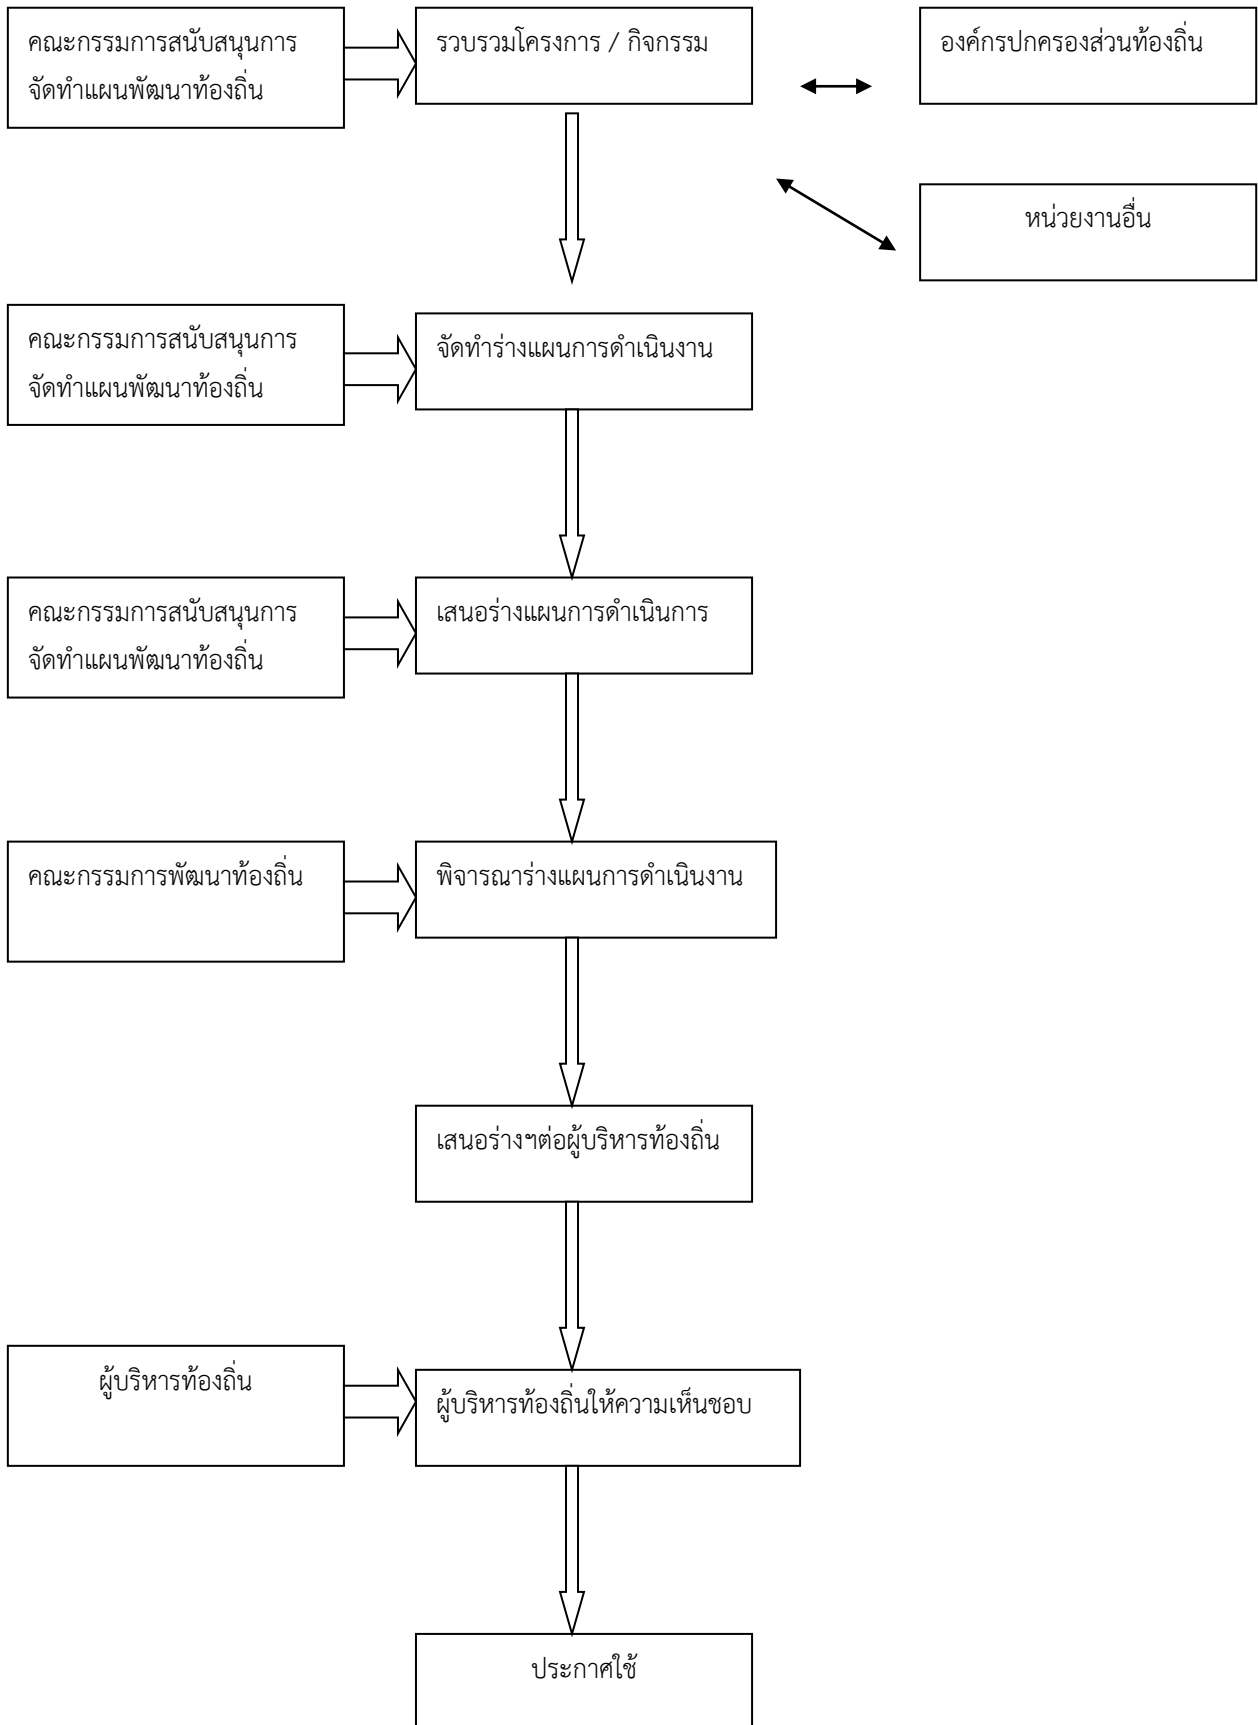 คณะกรรมการสนับสนุนการ
จัดทำแผนพัฒนาท้องถิ่น
รวบรวมโครงการ / กิจกรรม
องค์กรปกครองส่วนท้องถิ่น
หน่วยงานอื่น
คณะกรรมการสนับสนุนการ
จัดทำแผนพัฒนาท้องถิ่น
จัดทำร่างแผนการดำเนินงาน
คณะกรรมการสนับสนุนการ
จัดทำแผนพัฒนาท้องถิ่น
เสนอร่างแผนการดำเนินการ
คณะกรรมการพัฒนาท้องถิ่น
พิจารณาร่างแผนการดำเนินงาน
เสนอร่างฯต่อผู้บริหารท้องถิ่น
ผู้บริหารท้องถิ่น
ผู้บริหารท้องถิ่นให้ความเห็นชอบ
ประกาศใช้